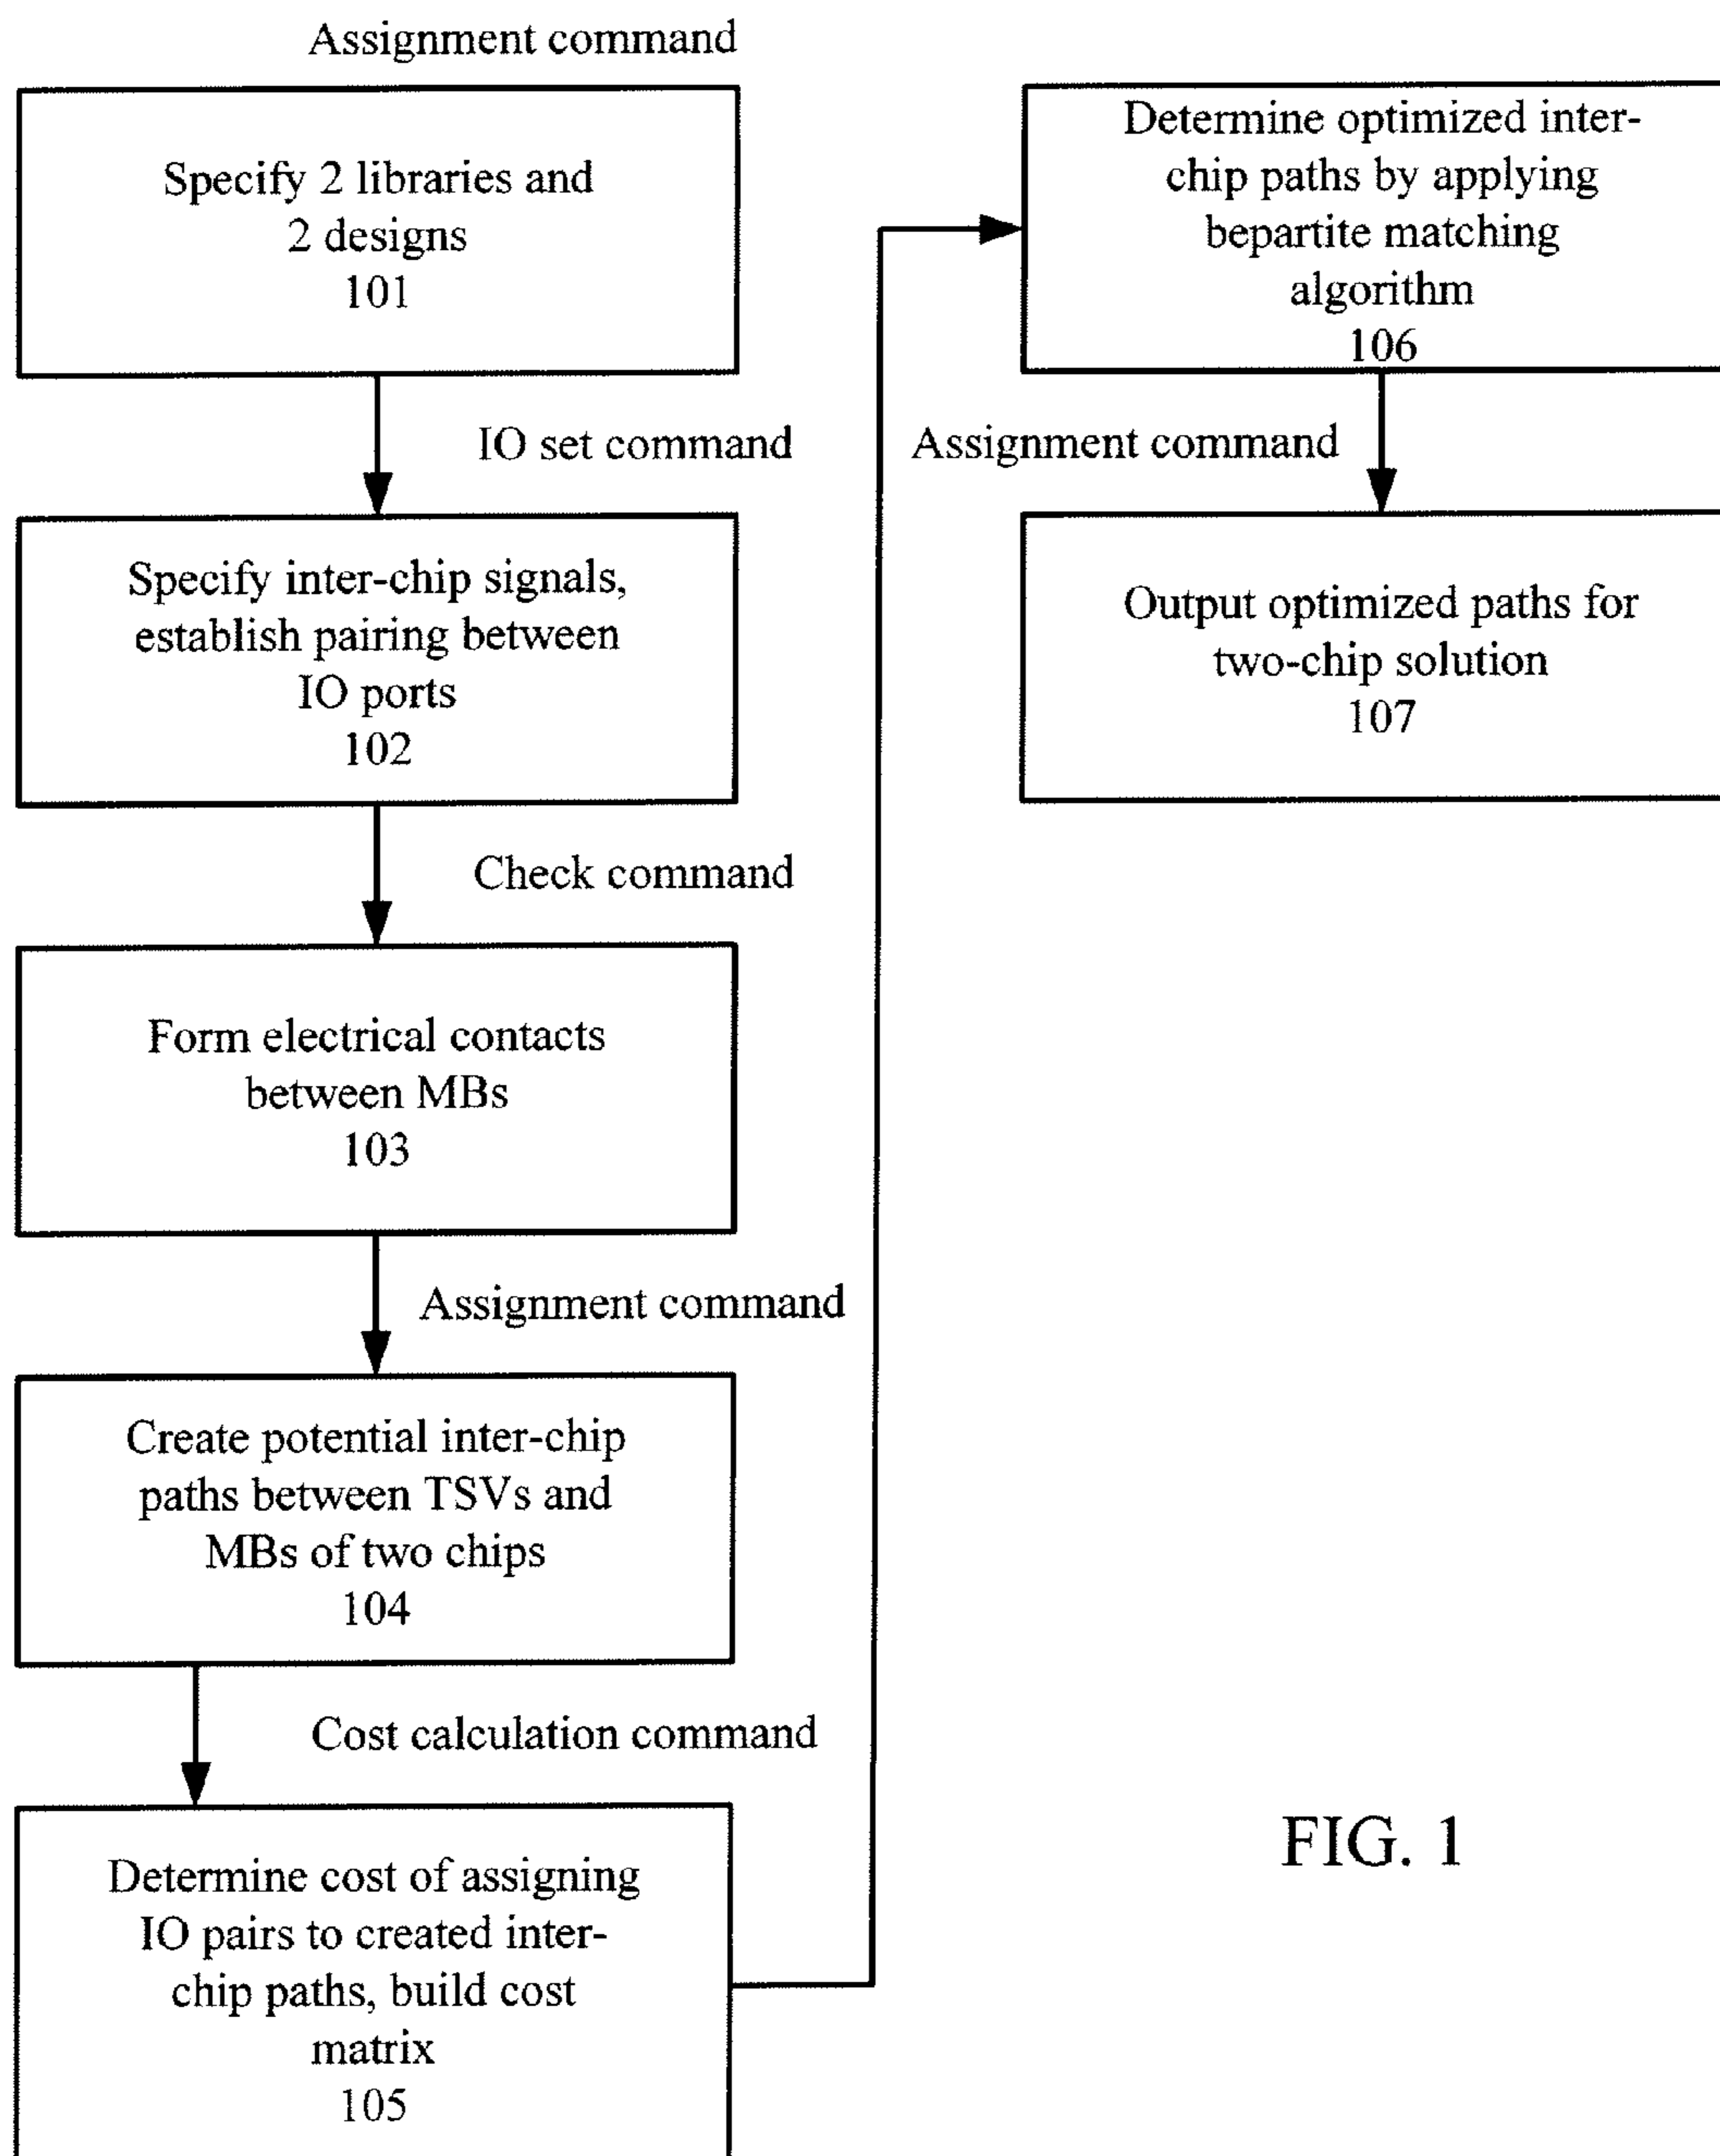 Assignment command
Specify 2 libraries and
2 designs
101
IO set command
Specify inter-chip signals,
establish pairing between
IO ports
102
Check command
Form electrical contacts
between MBs
103
Assignment command
Create potential inter-chip
paths between TSVs and
MBs of two chips
104
Cost calculation command
Determine cost of assigning
IO pairs to created inter-
chip paths, build cost
matrix
105
Determine optimized inter-
chip paths by applying
bepartite matching
algorithm
106
Assignment command
Output optimized paths for
two-chip solution
107
FIG. 1